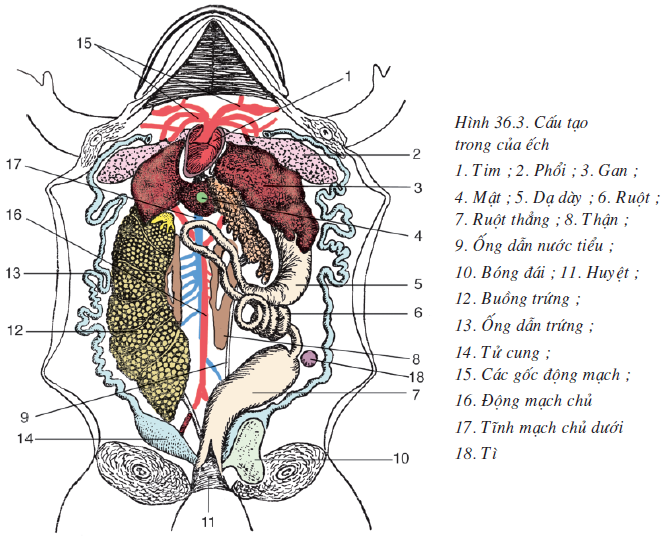 15
1
2
17
3
16
4
13
5
6
12
8
18
9
7
14
10
11
Hình 36.3. Cấu tạo
trong của ếch
1. Tim ; 2. Phổi ; 3. Gan ;
4. Mật ; 5. Dạ dày ; 6. Ruột ;
7. Ruột thẳng ; 8. Thận ;
9. Ống dẫn nước tiểu ;
10. Bóng đái ; 11. Huyệt ;
12. Buồng trứng ;
13. Ống dẫn trứng ;
14. Tử cung ;
15. Các gốc động mạch ;
16. Động mạch chủ
17. Tĩnh mạch chủ dưới
18. Tì